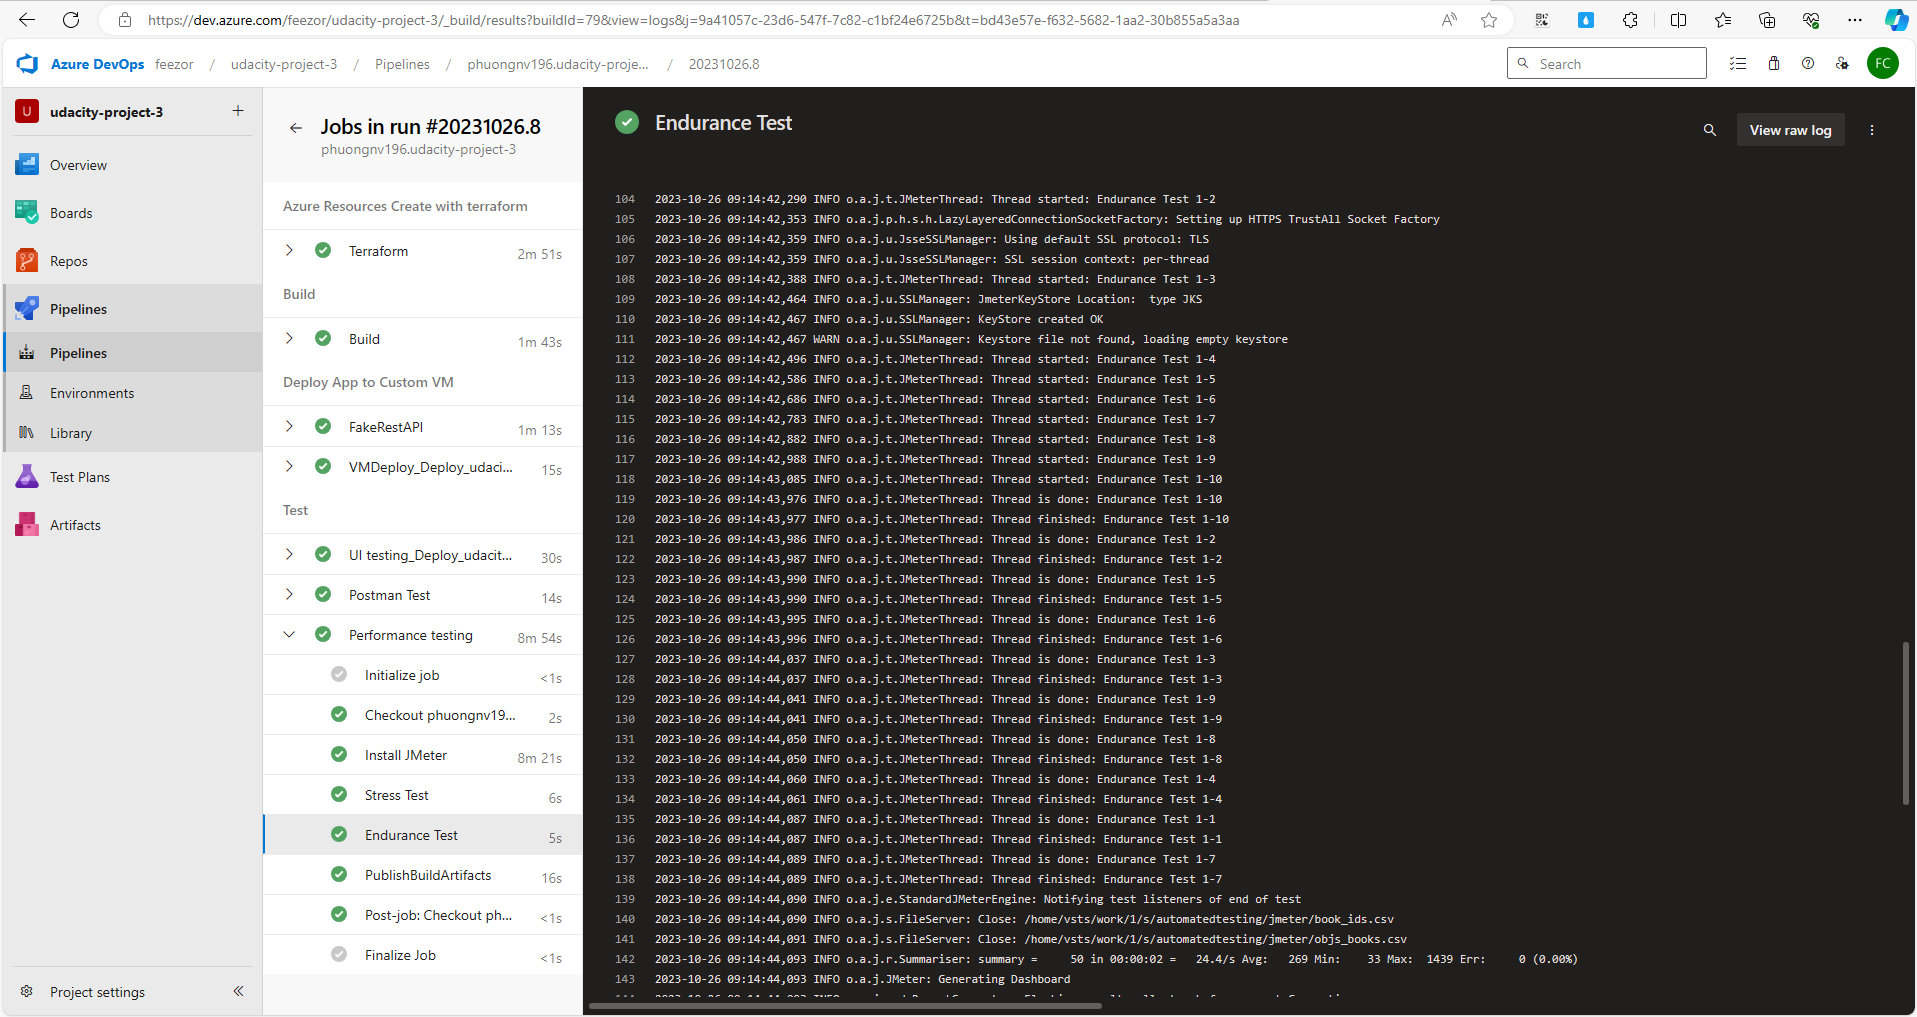 https://dev.azure.com/feezor/udacity-project-3/_build/results?buildId=79&view=logs&j=9a41057c-23d6-547f-7c82-c1bf24e6725b&t=bd43e57e-f632-5682-1aa2-30b855a5a3aa
Azure DevOps feezor / udacity-project-3 / Pipelines / phuongnv196.udacity-proje... / 20231026.8
Search
FC
U udacity-project-3 +
Overview
Boards
Repos
Pipelines
Pipelines
Environments
Library
Test Plans
Artifacts
Project settings
Jobs in run #20231026.8
phuongnv196.udacity-project-3
Azure Resources Create with terraform
Terraform 2m 51s
Build
Build 1m 43s
Deploy App to Custom VM
FakeRestAPI 1m 13s
VMDeploy_Deploy_udaci... 15s
Test
UI testing_Deploy_udacit... 30s
Postman Test 14s
Performance testing 8m 54s
Initialize job <1s
Checkout phuongnv19... 2s
Install JMeter 8m 21s
Stress Test 6s
Endurance Test 5s
PublishBuildArtifacts 16s
Post-job: Checkout ph... <1s
Finalize Job <1s
Endurance Test
View raw log
104 2023-10-26 09:14:42,290 INFO o.a.j.t.JMeterThread: Thread started: Endurance Test 1-2
105 2023-10-26 09:14:42,353 INFO o.a.j.p.h.s.h.LazyLayeredConnectionSocketFactory: Setting up HTTPS TrustAll Socket Factory
106 2023-10-26 09:14:42,359 INFO o.a.j.u.JsseSSLManager: Using default SSL protocol: TLS
107 2023-10-26 09:14:42,359 INFO o.a.j.u.JsseSSLManager: SSL session context: per-thread
108 2023-10-26 09:14:42,388 INFO o.a.j.t.JMeterThread: Thread started: Endurance Test 1-3
109 2023-10-26 09:14:42,464 INFO o.a.j.u.SSLManager: JmeterKeyStore Location:  type JKS
110 2023-10-26 09:14:42,467 INFO o.a.j.u.SSLManager: KeyStore created OK
111 2023-10-26 09:14:42,467 WARN o.a.j.u.SSLManager: Keystore file not found, loading empty keystore
112 2023-10-26 09:14:42,496 INFO o.a.j.t.JMeterThread: Thread started: Endurance Test 1-4
113 2023-10-26 09:14:42,586 INFO o.a.j.t.JMeterThread: Thread started: Endurance Test 1-5
114 2023-10-26 09:14:42,686 INFO o.a.j.t.JMeterThread: Thread started: Endurance Test 1-6
115 2023-10-26 09:14:42,783 INFO o.a.j.t.JMeterThread: Thread started: Endurance Test 1-7
116 2023-10-26 09:14:42,882 INFO o.a.j.t.JMeterThread: Thread started: Endurance Test 1-8
117 2023-10-26 09:14:42,988 INFO o.a.j.t.JMeterThread: Thread started: Endurance Test 1-9
118 2023-10-26 09:14:43,085 INFO o.a.j.t.JMeterThread: Thread started: Endurance Test 1-10
119 2023-10-26 09:14:43,976 INFO o.a.j.t.JMeterThread: Thread is done: Endurance Test 1-10
120 2023-10-26 09:14:43,977 INFO o.a.j.t.JMeterThread: Thread finished: Endurance Test 1-10
121 2023-10-26 09:14:43,986 INFO o.a.j.t.JMeterThread: Thread is done: Endurance Test 1-2
122 2023-10-26 09:14:43,987 INFO o.a.j.t.JMeterThread: Thread finished: Endurance Test 1-2
123 2023-10-26 09:14:43,990 INFO o.a.j.t.JMeterThread: Thread is done: Endurance Test 1-5
124 2023-10-26 09:14:43,990 INFO o.a.j.t.JMeterThread: Thread finished: Endurance Test 1-5
125 2023-10-26 09:14:43,995 INFO o.a.j.t.JMeterThread: Thread is done: Endurance Test 1-6
126 2023-10-26 09:14:43,996 INFO o.a.j.t.JMeterThread: Thread finished: Endurance Test 1-6
127 2023-10-26 09:14:44,037 INFO o.a.j.t.JMeterThread: Thread is done: Endurance Test 1-3
128 2023-10-26 09:14:44,037 INFO o.a.j.t.JMeterThread: Thread finished: Endurance Test 1-3
129 2023-10-26 09:14:44,041 INFO o.a.j.t.JMeterThread: Thread is done: Endurance Test 1-9
130 2023-10-26 09:14:44,041 INFO o.a.j.t.JMeterThread: Thread finished: Endurance Test 1-9
131 2023-10-26 09:14:44,050 INFO o.a.j.t.JMeterThread: Thread is done: Endurance Test 1-8
132 2023-10-26 09:14:44,050 INFO o.a.j.t.JMeterThread: Thread finished: Endurance Test 1-8
133 2023-10-26 09:14:44,060 INFO o.a.j.t.JMeterThread: Thread is done: Endurance Test 1-4
134 2023-10-26 09:14:44,061 INFO o.a.j.t.JMeterThread: Thread finished: Endurance Test 1-4
135 2023-10-26 09:14:44,087 INFO o.a.j.t.JMeterThread: Thread is done: Endurance Test 1-1
136 2023-10-26 09:14:44,087 INFO o.a.j.t.JMeterThread: Thread finished: Endurance Test 1-1
137 2023-10-26 09:14:44,089 INFO o.a.j.t.JMeterThread: Thread is done: Endurance Test 1-7
138 2023-10-26 09:14:44,089 INFO o.a.j.t.JMeterThread: Thread finished: Endurance Test 1-7
139 2023-10-26 09:14:44,090 INFO o.a.j.e.StandardJMeterEngine: Notifying test listeners of end of test
140 2023-10-26 09:14:44,090 INFO o.a.j.s.FileServer: Close: /home/vsts/work/1/s/automatedtesting/jmeter/book_ids.csv
141 2023-10-26 09:14:44,091 INFO o.a.j.s.FileServer: Close: /home/vsts/work/1/s/automatedtesting/jmeter/objs_books.csv
142 2023-10-26 09:14:44,093 INFO o.a.j.r.Summariser: summary =     50 in 00:00:02 =   24.4/s Avg:   269 Min:    33 Max:  1439 Err:     0 (0.00%)
143 2023-10-26 09:14:44,093 INFO o.a.j.JMeter: Generating Dashboard